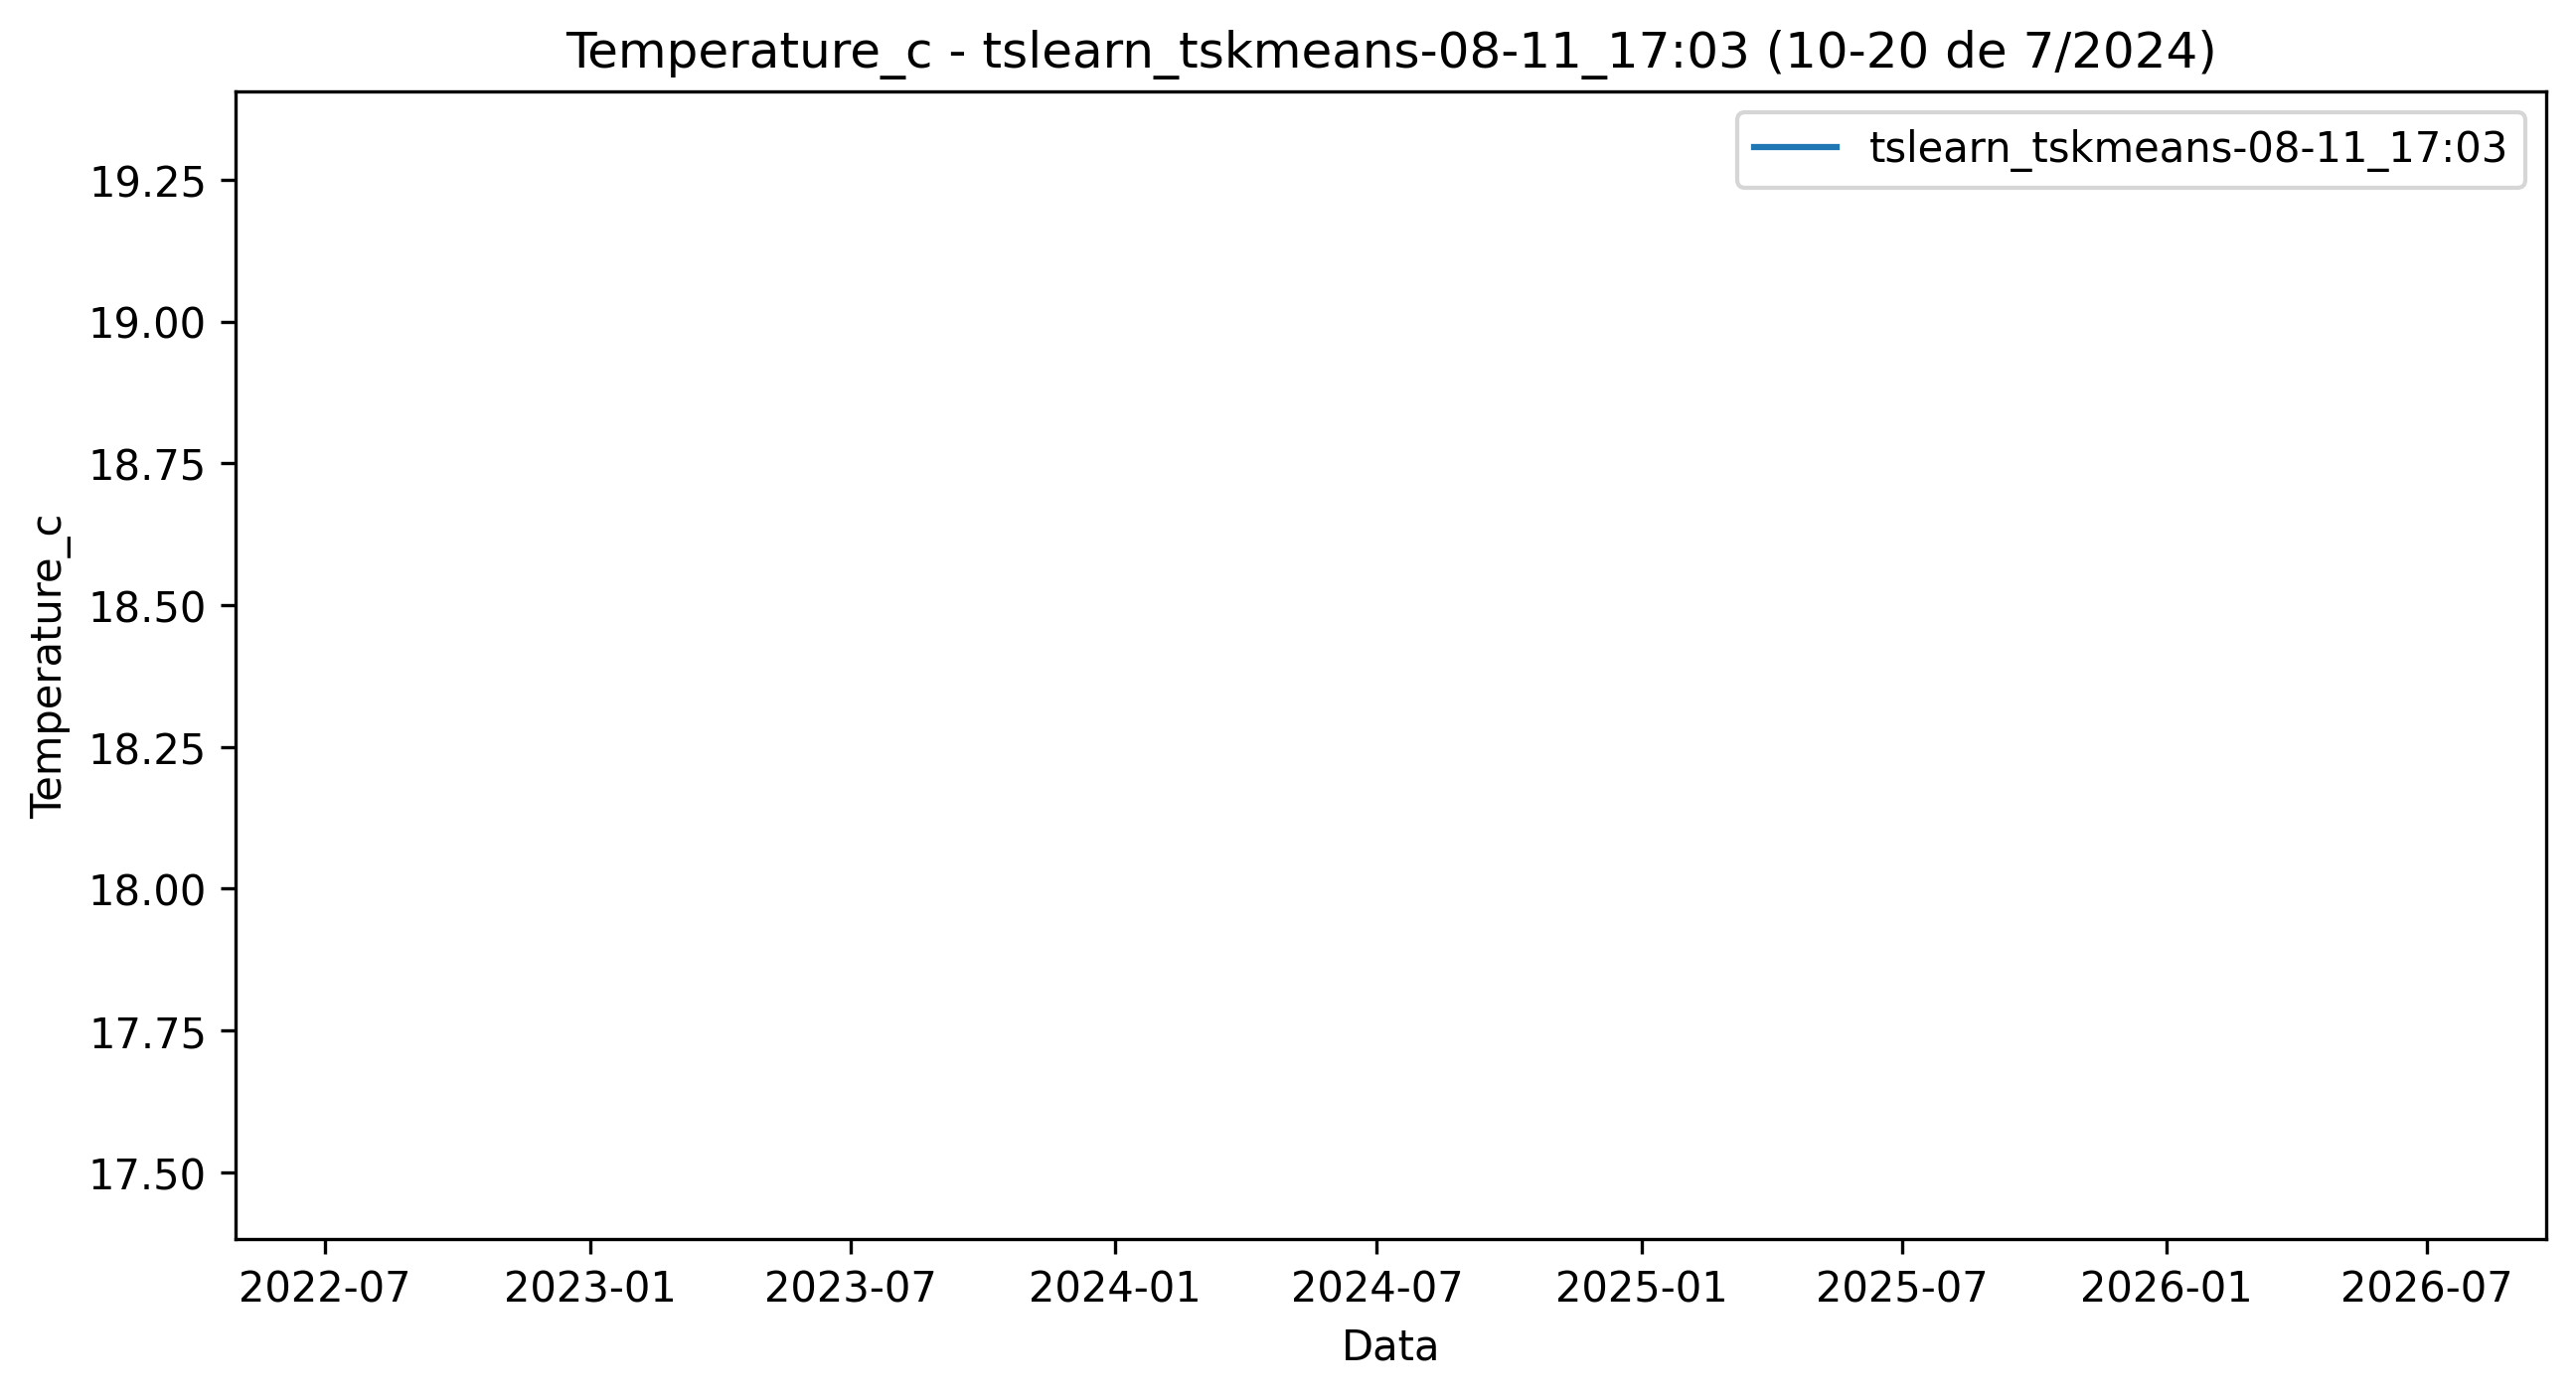 Temperature_c - tslearn_tskmeans-08-11_17:03 (10-20 de 7/2024)
tslearn_tskmeans-08-11_17:03
Temperature_c
19.25
19.00
18.75
18.50
18.25
18.00
17.75
17.50
2022-07 2023-01 2023-07 2024-01 2024-07 2025-01 2025-07 2026-01 2026-07
Data